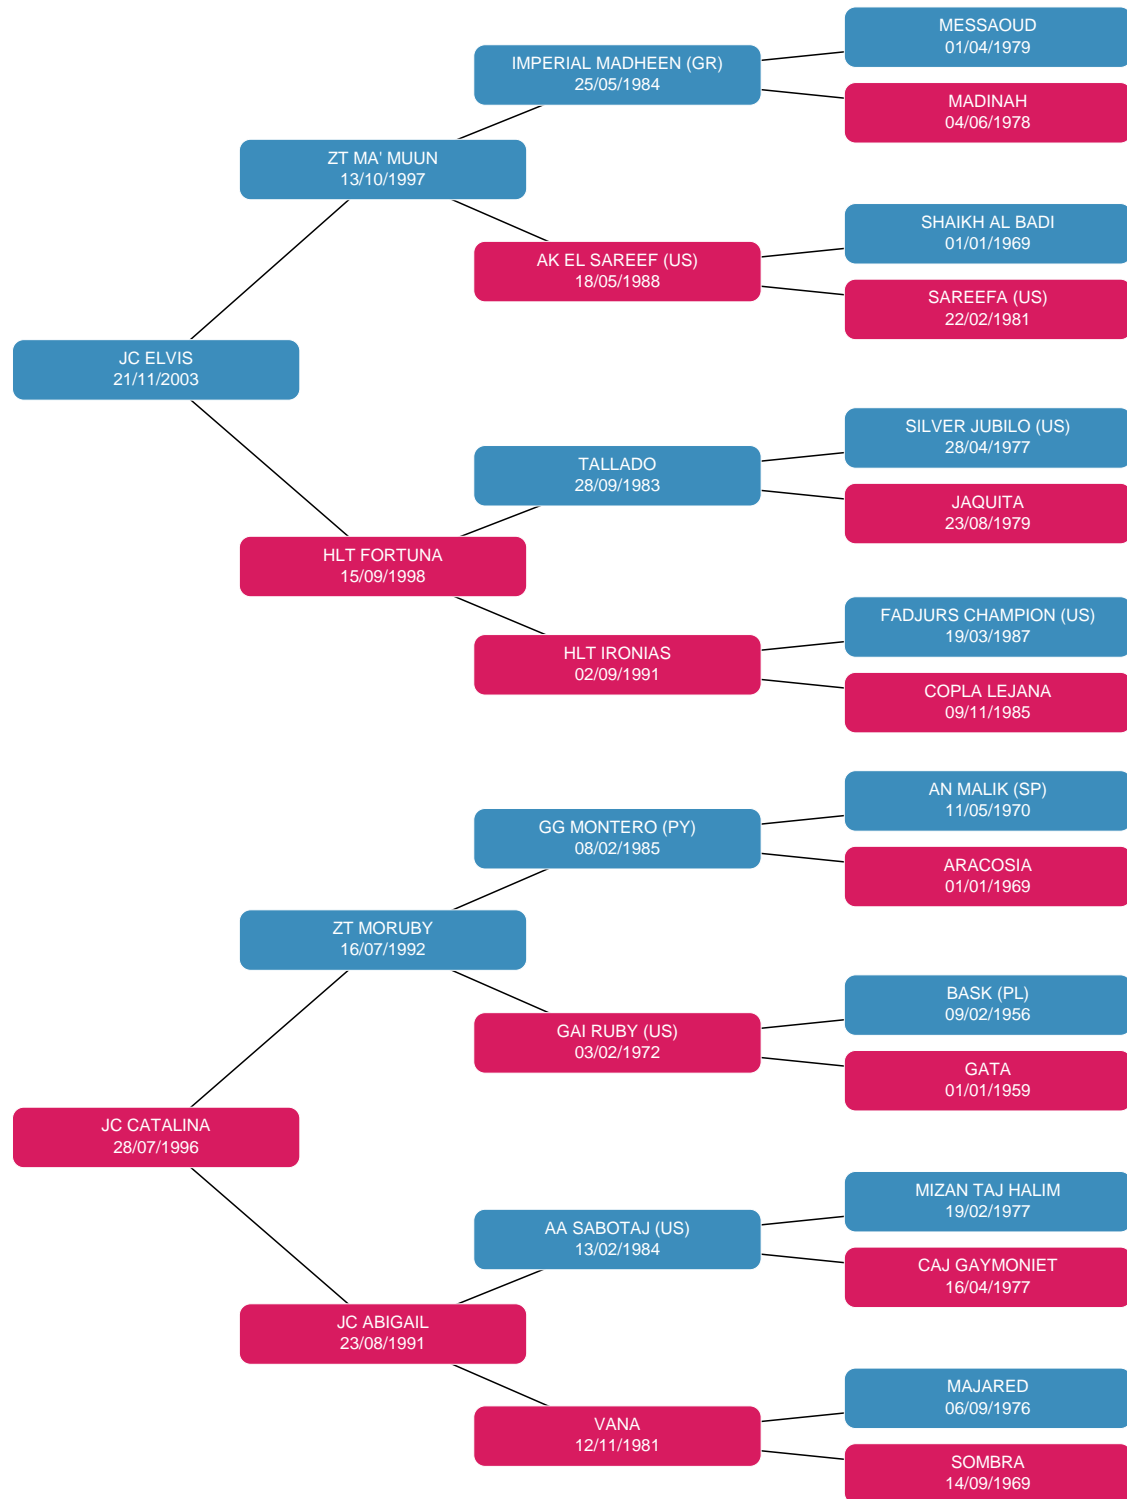 MESSAOUD
01/04/1979
IMPERIAL MADHEEN (GR)
25/05/1984
MADINAH
04/06/1978
ZT MA' MUUN
13/10/1997
SHAIKH AL BADI
01/01/1969
AK EL SAREEF (US)
18/05/1988
SAREEFA (US)
22/02/1981
JC ELVIS
21/11/2003
SILVER JUBILO (US)
28/04/1977
TALLADO
28/09/1983
JAQUITA
23/08/1979
HLT FORTUNA
15/09/1998
FADJURS CHAMPION (US)
19/03/1987
HLT IRONIAS
02/09/1991
COPLA LEJANA
09/11/1985
AN MALIK (SP)
11/05/1970
GG MONTERO (PY)
08/02/1985
ARACOSIA
01/01/1969
ZT MORUBY
16/07/1992
BASK (PL)
09/02/1956
GAI RUBY (US)
03/02/1972
GATA
01/01/1959
JC CATALINA
28/07/1996
MIZAN TAJ HALIM
19/02/1977
AA SABOTAJ (US)
13/02/1984
CAJ GAYMONIET
16/04/1977
JC ABIGAIL
23/08/1991
MAJARED
06/09/1976
VANA
12/11/1981
SOMBRA
14/09/1969